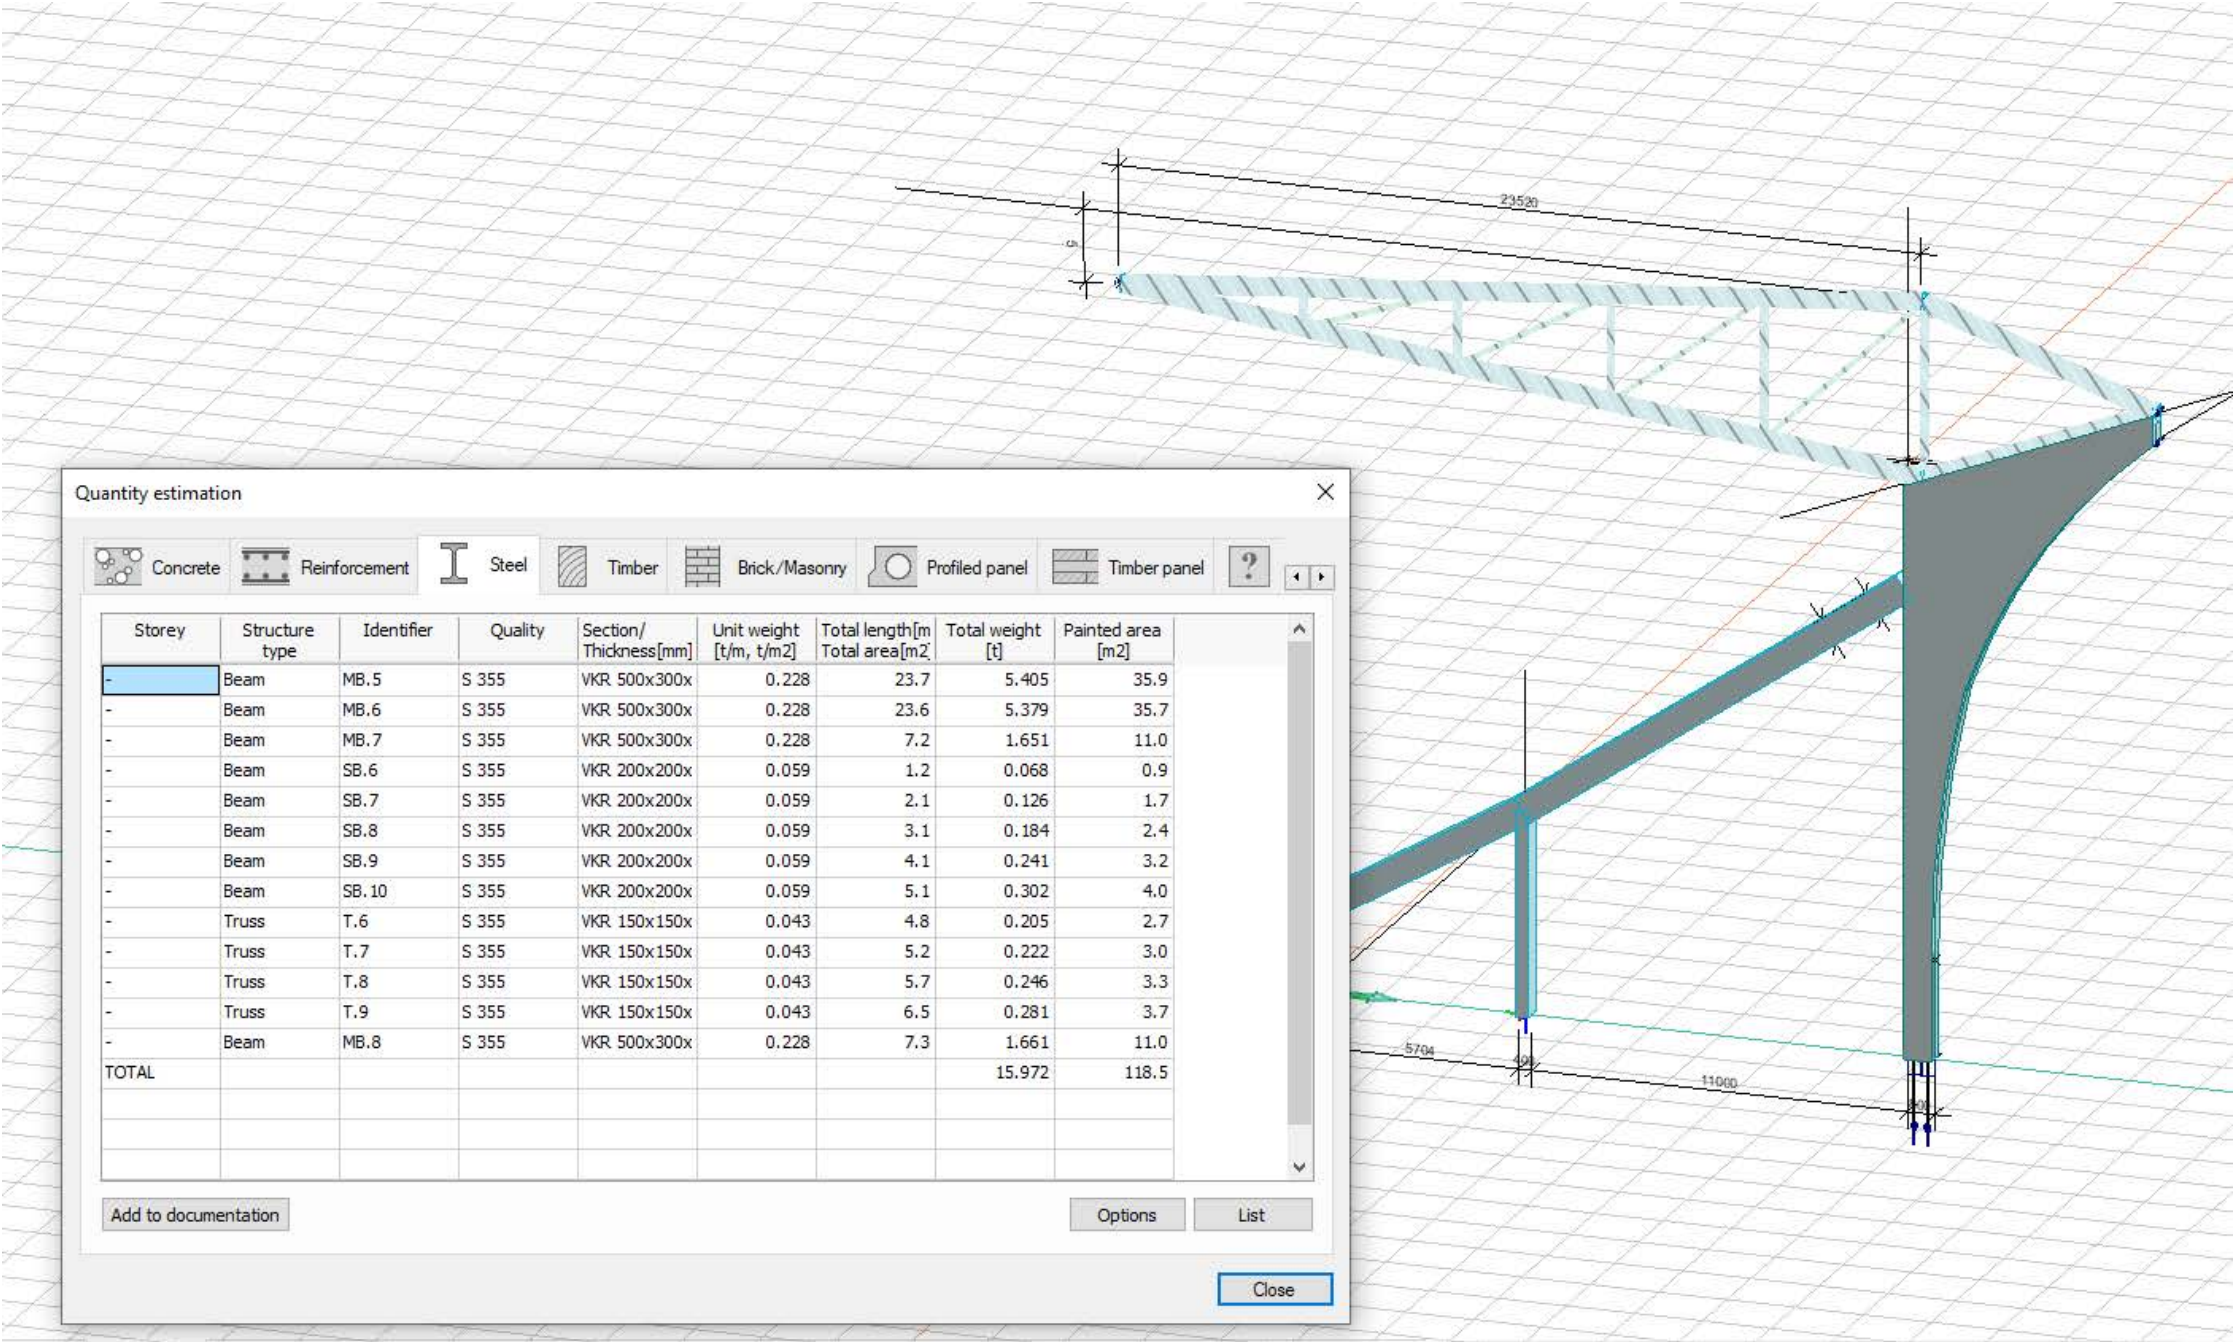 23520
Quantity estimation
Concrete Reinforcement Steel Timber Brick/Masonry Profiled panel Timber panel ?
Storey Structure type Identifier Quality Section/ Thickness[mm] Unit weight [t/m, t/m2] Total length[m Total area[m2] Total weight [t] Painted area [m2]
- Beam MB.5 S 355 VKR 500x300x 0.228 23.7 5.405 35.9
- Beam MB.6 S 355 VKR 500x300x 0.228 23.6 5.379 35.7
- Beam MB.7 S 355 VKR 500x300x 0.228 7.2 1.651 11.0
- Beam SB.6 S 355 VKR 200x200x 0.059 1.2 0.068 0.9
- Beam SB.7 S 355 VKR 200x200x 0.059 2.1 0.126 1.7
- Beam SB.8 S 355 VKR 200x200x 0.059 3.1 0.184 2.4
- Beam SB.9 S 355 VKR 200x200x 0.059 4.1 0.241 3.2
- Beam SB.10 S 355 VKR 200x200x 0.059 5.1 0.302 4.0
- Truss T.6 S 355 VKR 150x150x 0.043 4.8 0.205 2.7
- Truss T.7 S 355 VKR 150x150x 0.043 5.2 0.222 3.0
- Truss T.8 S 355 VKR 150x150x 0.043 5.7 0.246 3.3
- Truss T.9 S 355 VKR 150x150x 0.043 6.5 0.281 3.7
- Beam MB.8 S 355 VKR 500x300x 0.228 7.3 1.661 11.0
TOTAL 15.972 118.5
Add to documentation Options List
Close
5704
11000